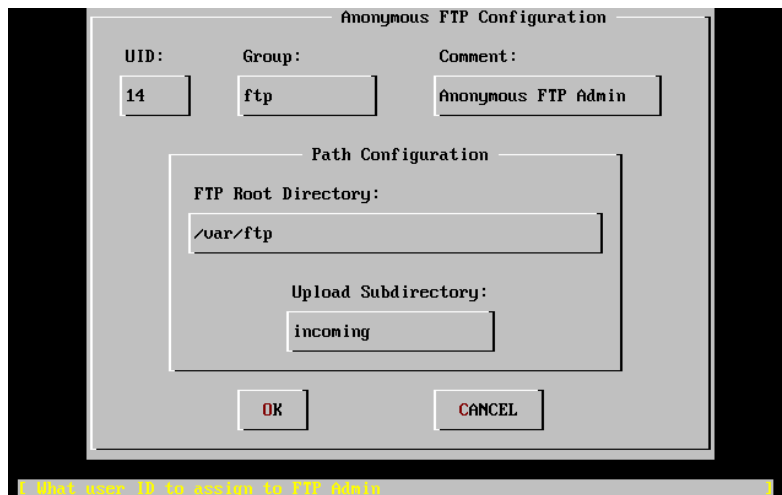 Anonymous FTP Configuration
UID: Group: Comment:
14 ftp Anonymous FTP Admin
Path Configuration
FTP Root Directory:
/var/ftp
Upload Subdirectory:
incoming
OK CANCEL
[ What user ID to assign to FTP Admin ]